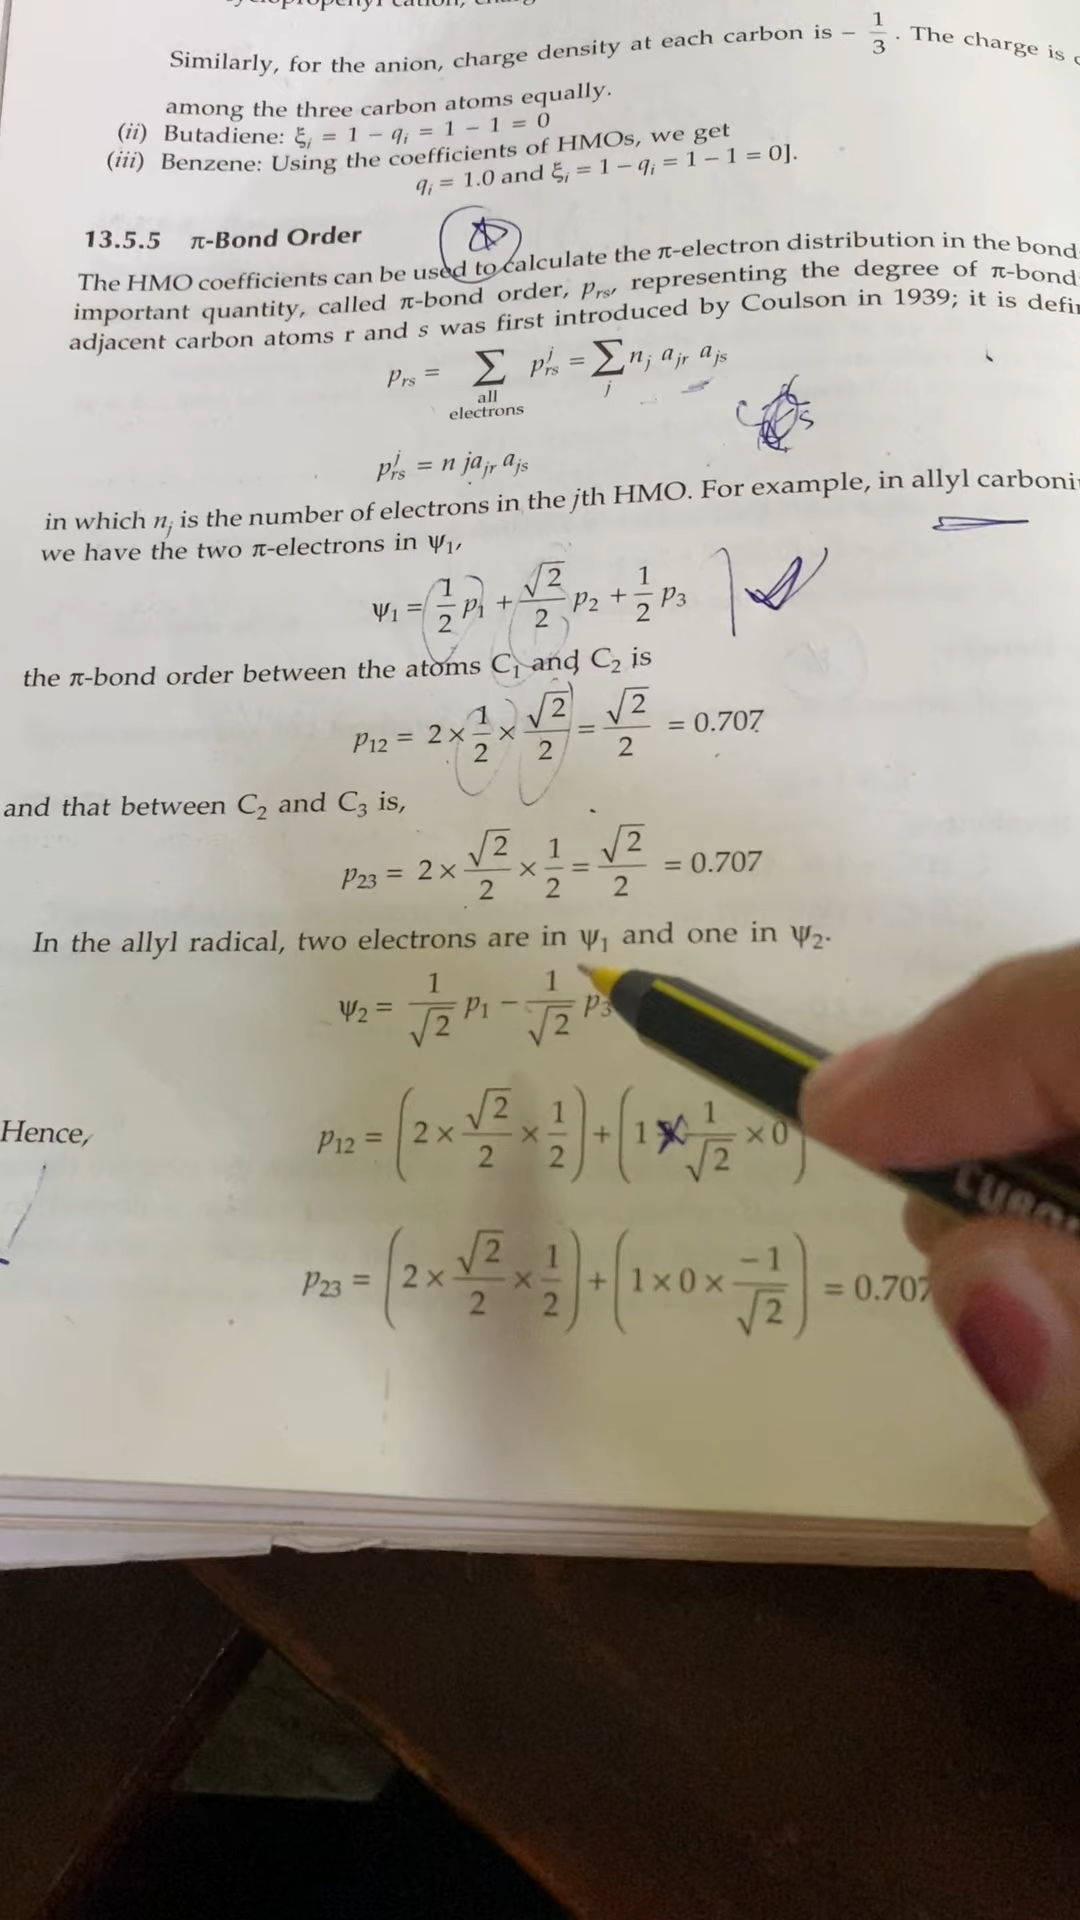 Similarly, for the anion, charge density at each carbon is – 1/3 . The charge is
among the three carbon atoms equally.
(ii) Butadiene: ξᵢ = 1 – qᵢ = 1 – 1 = 0
(iii) Benzene: Using the coefficients of HMOs, we get
qᵢ = 1.0 and ξᵢ = 1 – qᵢ = 1 – 1 = 0].
13.5.5 π-Bond Order
The HMO coefficients can be used to calculate the π-electron distribution in the bond
important quantity, called π-bond order, p_rs, representing the degree of π-bond
adjacent carbon atoms r and s was first introduced by Coulson in 1939; it is defi
p_rs = Σ p^j_rs = Σ n_j a_jr a_js
all j
electrons
p^j_rs = n ja_jr a_js
in which n_j is the number of electrons in the jth HMO. For example, in allyl carboni
we have the two π-electrons in ψ₁,
ψ₁ = 1/2 p₁ + √2/2 p₂ + 1/2 p₃
the π-bond order between the atoms C₁ and C₂ is
p₁₂ = 2 × 1/2 × √2/2 = √2/2 = 0.707
and that between C₂ and C₃ is,
p₂₃ = 2 × √2/2 × 1/2 = √2/2 = 0.707
In the allyl radical, two electrons are in ψ₁ and one in ψ₂.
ψ₂ = 1/√2 p₁ – 1/√2 p₃
Hence, p₁₂ = (2 × √2/2 × 1/2) + (1 × 1/√2 × 0)
p₂₃ = (2 × √2/2 × 1/2) + (1 × 0 × –1/√2) = 0.707